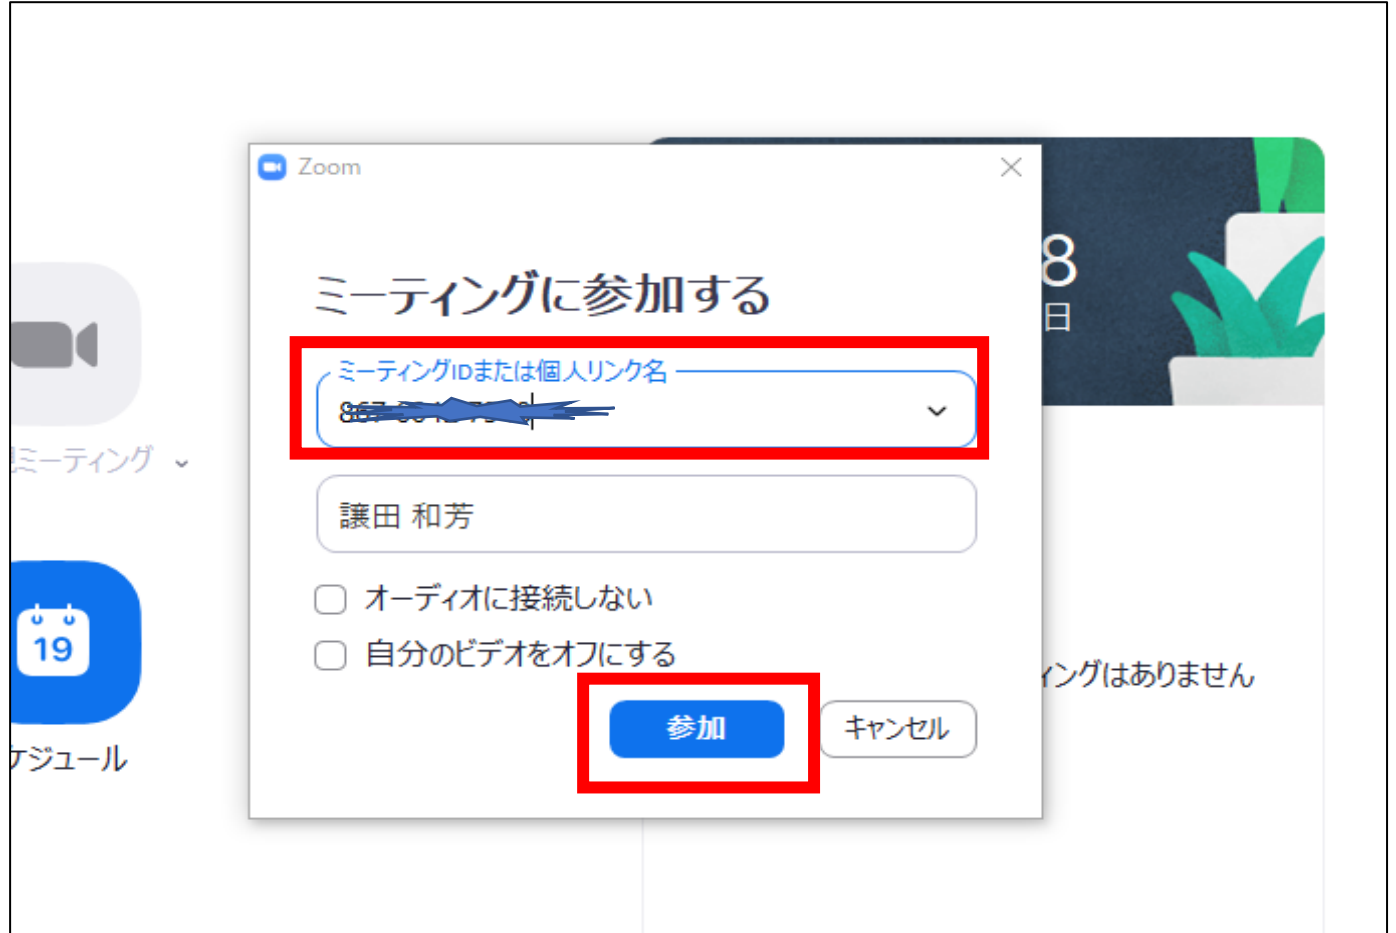 Zoom
8
日
ミーティングに参加する
ミーティングIDまたは個人リンク名
ミーティング
譲田 和芳
オーディオに接続しない
自分のビデオをオフにする
19
ングはありません
参加
キャンセル
ケジュール